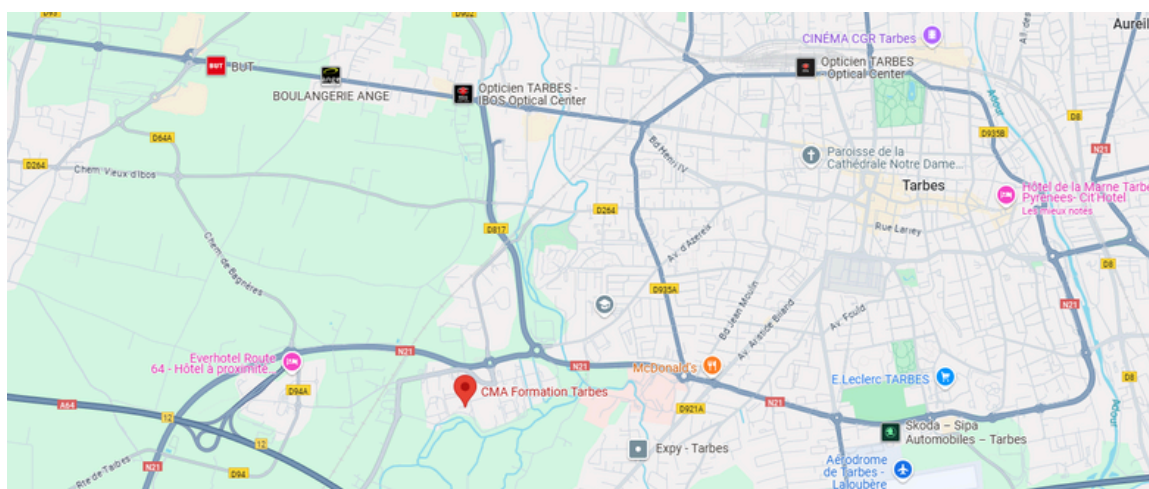 D93
D902
CINÉMA CGR Tarbes
Aureil
BUT
BUT
BOULANGERIE ANGE
Opticien TARBES -
IBOS Optical Center
Opticien TARBES
Optical Center
Adour
D8
D935B
N21
D64A
D264
Chem. Vieux d'Ibos
Bd Henri IV
Paroisse de la
Cathédrale Notre Dame...
Tarbes
Hôtel de la Marne Tarbe
Pyrénées- Cit'Hotel
Les mieux notés
D264
Rue Larrey
D817
Av. d'Azereix
Chem. de Bagnères
D8
D935A
N21
Bd Jean Moulin
Av. Aristide Briand
Av. Fould
Everhotel Route
64 - Hôtel à proximité...
N21
N21
McDonald's
E.Leclerc TARBES
D8
CMA Formation Tarbes
D94A
A64
12
D921A
N21
Skoda – Sipa
Automobiles – Tarbes
Adour
12
Expy - Tarbes
Rte de Tarbes
N21
D94
Aérodrome
de Tarbes -
Laloubère